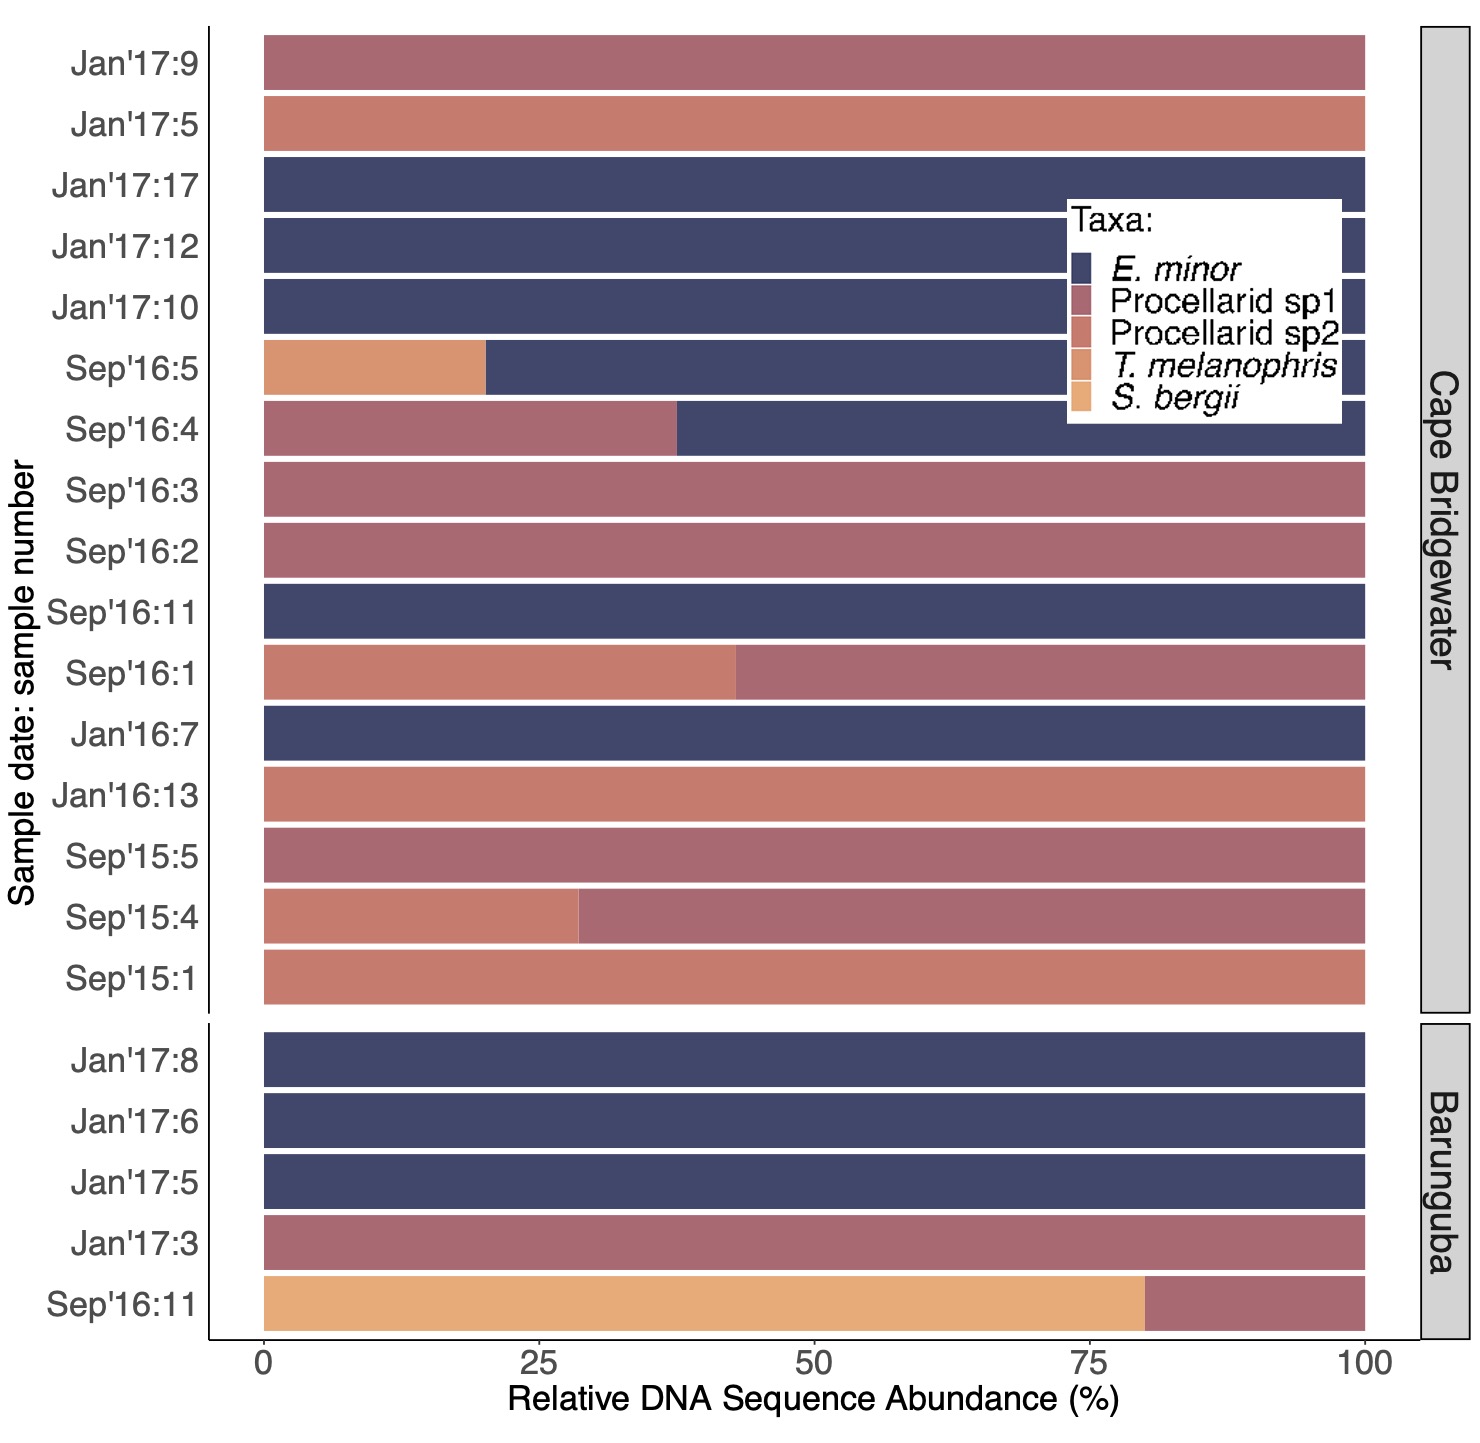 Jan'17:9
Jan'17:5
Jan'17:17
Jan'17:12
Jan'17:10
Sep'16:5
Sep'16:4
Sep'16:3
Sep'16:2
Sep'16:11
Sep'16:1
Jan'16:7
Jan'16:13
Sep'15:5
Sep'15:4
Sep'15:1
Jan'17:8
Jan'17:6
Jan'17:5
Jan'17:3
Sep'16:11
Sample date: sample number
Taxa:
E. minor
Procellarid sp1
Procellarid sp2
T. melanophris
S. bergii
Cape Bridgewater
Barunguba
0 25 50 75 100
Relative DNA Sequence Abundance (%)